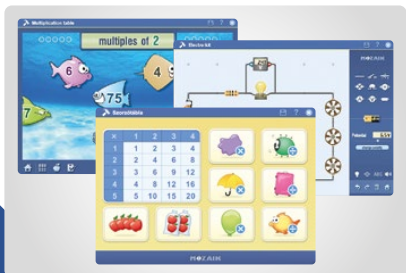 Multiplication table
multiples of 2
6
4
75
7
Electro kit
MOZAIK
× 1 2 3 4
1 1 2 3 4
2 2 4 6 8
3 3 6 9 12
4 4 8 12 16
5 5 10 15 20
MOZAIK